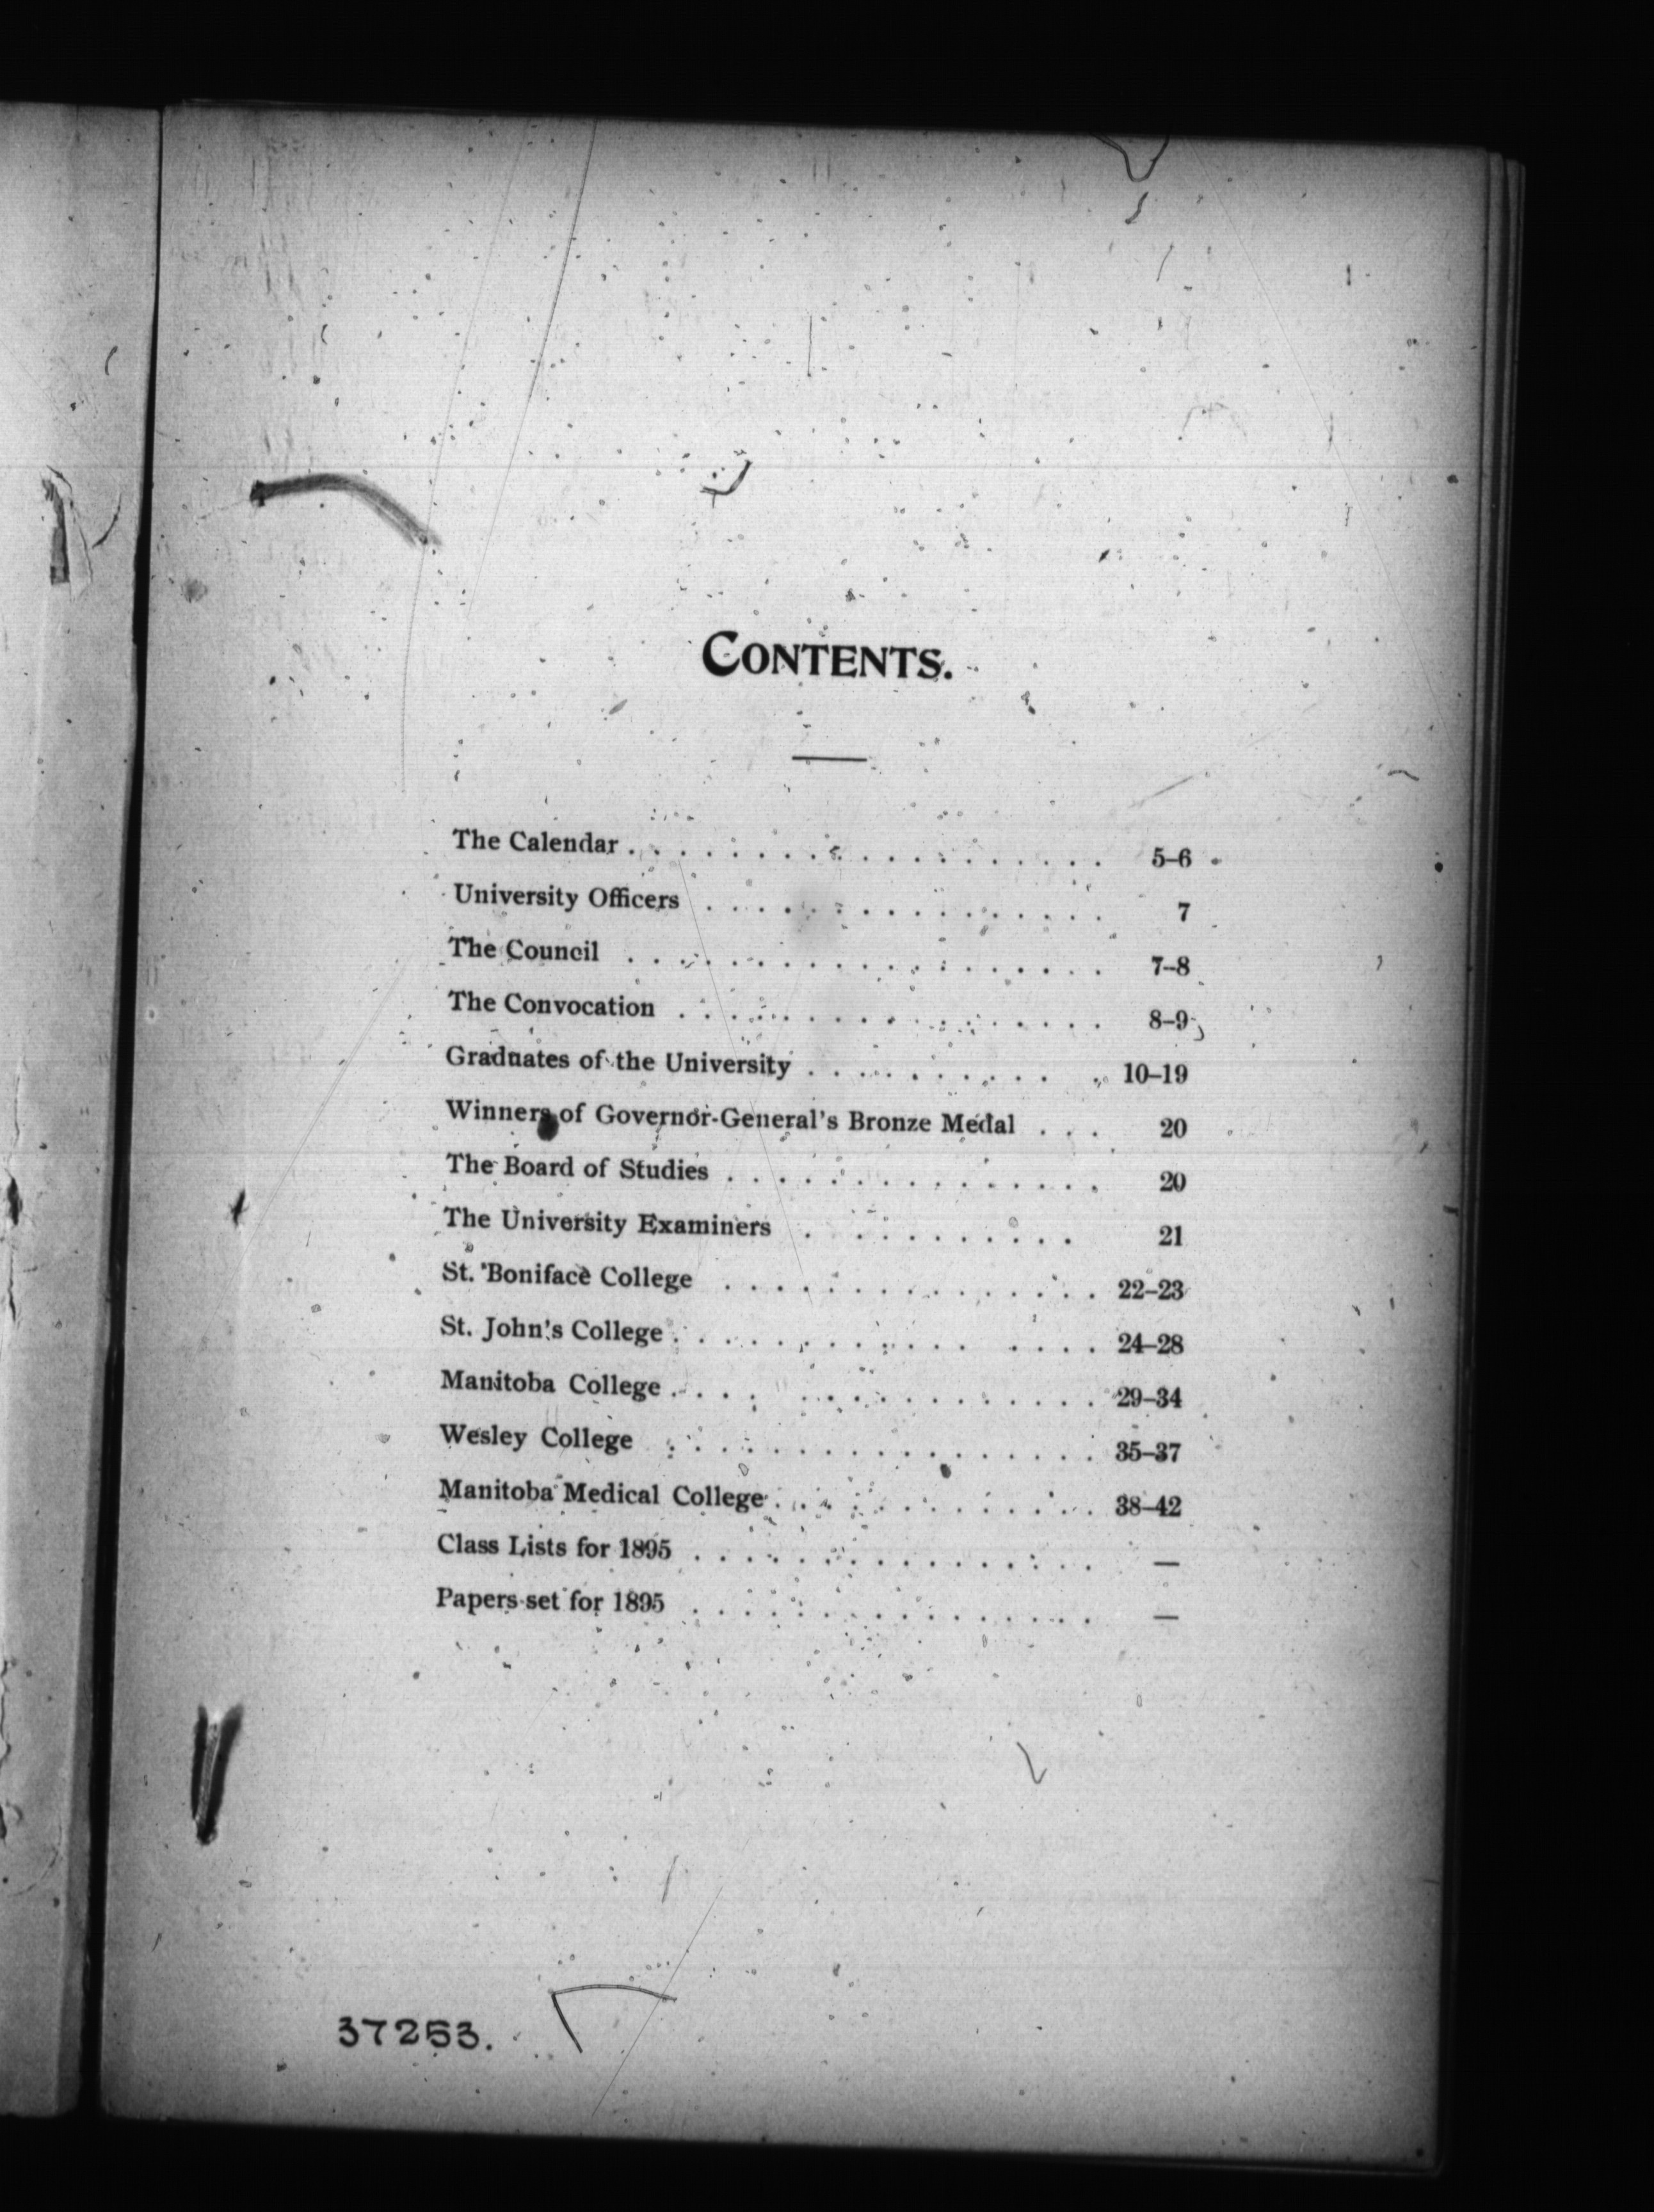 CONTENTS.
The Calendar . . . . . . . . . . . . . . . . . . . 5–6
University Officers . . . . . . . . . . . . . . . . 7
The Council . . . . . . . . . . . . . . . . . . . 7–8
The Convocation . . . . . . . . . . . . . . . . . 8–9
Graduates of the University . . . . . . . . . . . 10–19
Winners of Governor-General's Bronze Medal . . . 20
The Board of Studies . . . . . . . . . . . . . . . 20
The University Examiners . . . . . . . . . . 21
St. Boniface College . . . . . . . . . . . . . . . 22–23
St. John's College . . . . . . . . . . . . . . . . 24–28
Manitoba College . . . . . . . . . . . . . . . . 29–34
Wesley College . . . . . . . . . . . . . . . . . 35–37
Manitoba Medical College . . . . . . . . . . . . . 38–42
Class Lists for 1895 . . . . . . . . . . . . . . . . —
Papers set for 1895 . . . . . . . . . . . . . . . . —
37253.